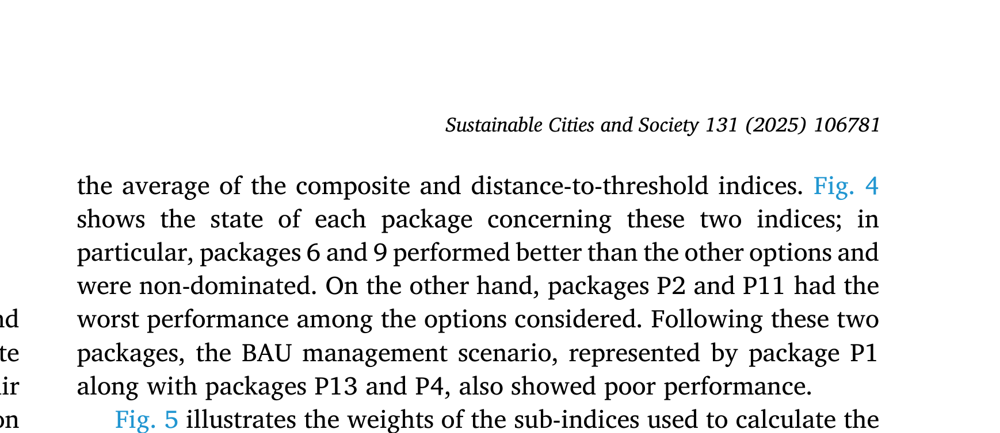 Sustainable Cities and Society 131 (2025) 106781
nd
te
ir
on
the average of the composite and distance-to-threshold indices. Fig. 4
shows the state of each package concerning these two indices; in
particular, packages 6 and 9 performed better than the other options and
were non-dominated. On the other hand, packages P2 and P11 had the
worst performance among the options considered. Following these two
packages, the BAU management scenario, represented by package P1
along with packages P13 and P4, also showed poor performance.
Fig. 5 illustrates the weights of the sub-indices used to calculate the